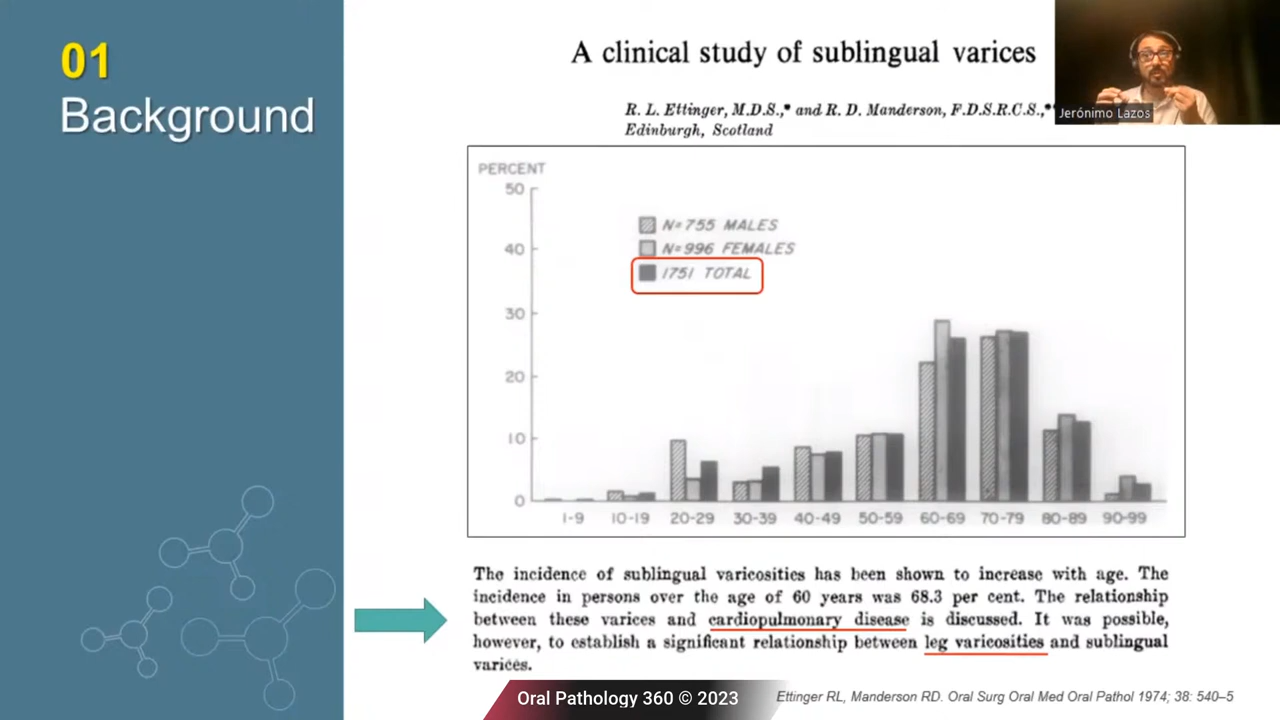 01
Background
A clinical study of sublingual varices
R. L. Ettinger, M.D.S.,* and R. D. Manderson, F.D.S.R.C.S.,**
Edinburgh, Scotland
Jerónimo Lazos
PERCENT
50
40
30
20
10
0
N=755 MALES
N=996 FEMALES
1751 TOTAL
1-9 10-19 20-29 30-39 40-49 50-59 60-69 70-79 80-89 90-99
The incidence of sublingual varicosities has been shown to increase with age. The
incidence in persons over the age of 60 years was 68.3 per cent. The relationship
between these varices and cardiopulmonary disease is discussed. It was possible,
however, to establish a significant relationship between leg varicosities and sublingual
varices.
Oral Pathology 360 © 2023
Ettinger RL, Manderson RD. Oral Surg Oral Med Oral Pathol 1974; 38: 540–5